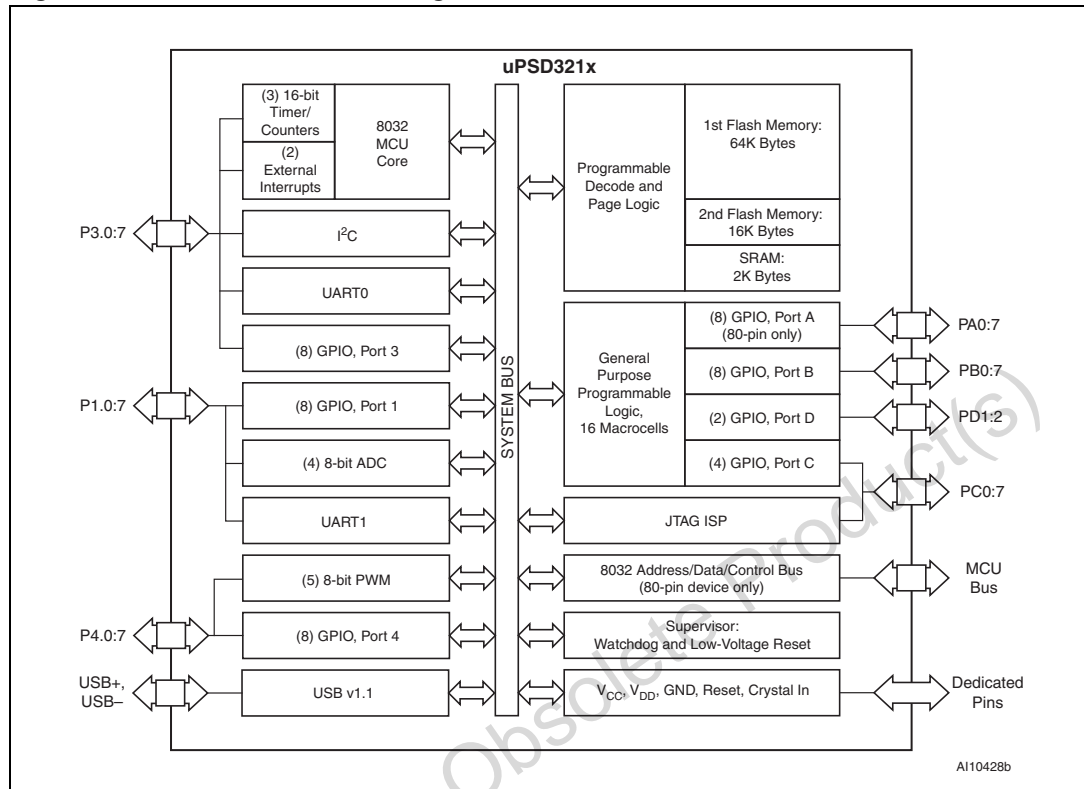 uPSD321x
(3) 16-bit
Timer/
Counters
(2)
External
Interrupts
8032
MCU
Core
I²C
UART0
(8) GPIO, Port 3
(8) GPIO, Port 1
(4) 8-bit ADC
UART1
(5) 8-bit PWM
(8) GPIO, Port 4
USB v1.1
P3.0:7
P1.0:7
P4.0:7
USB+,
USB–
SYSTEM BUS
Programmable
Decode and
Page Logic
1st Flash Memory:
64K Bytes
2nd Flash Memory:
16K Bytes
SRAM:
2K Bytes
General
Purpose
Programmable
Logic,
16 Macrocells
(8) GPIO, Port A
(80-pin only)
(8) GPIO, Port B
(2) GPIO, Port D
(4) GPIO, Port C
JTAG ISP
8032 Address/Data/Control Bus
(80-pin device only)
Supervisor:
Watchdog and Low-Voltage Reset
VCC, VDD, GND, Reset, Crystal In
PA0:7
PB0:7
PD1:2
PC0:7
MCU
Bus
Dedicated
Pins
Obsolete Product(s)
AI10428b